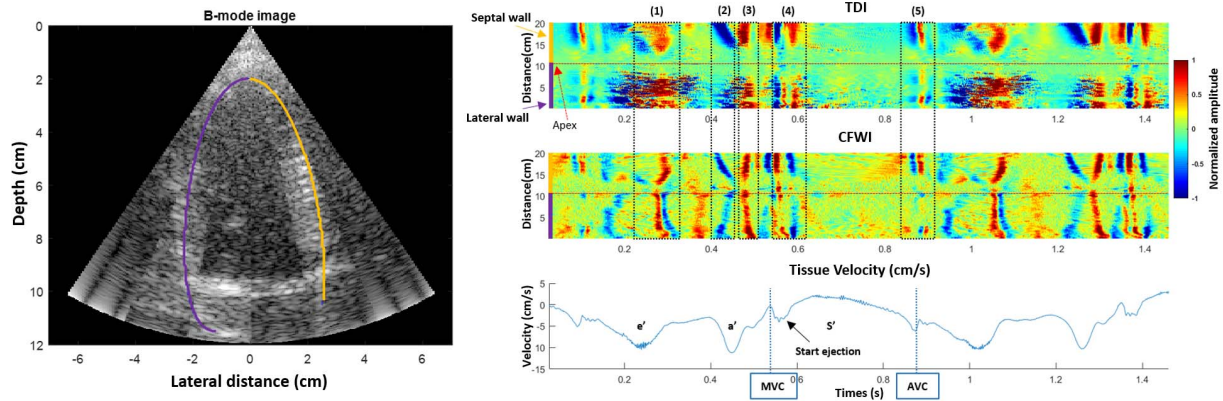 B-mode image
0
2
4
6
8
10
12
Depth (cm)
-6 -4 -2 0 2 4 6
Lateral distance (cm)
Septal wall
Lateral wall
Apex
(1) (2) (3) (4) (5)
TDI
20
15
10
5
Distance(cm)
0.2 0.4 0.6 0.8 1 1.2 1.4
CFWI
20
15
10
5
Distance(cm)
0.2 0.4 0.6 0.8 1 1.2 1.4
1
0.5
0
-0.5
-1
Normalized amplitude
Tissue Velocity (cm/s)
5
0
-5
-10
-15
Velocity (cm/s)
e’ a’ S’
Start ejection
0.2 0.4 0.6 0.8 1 1.2 1.4
MVC
AVC
Times (s)